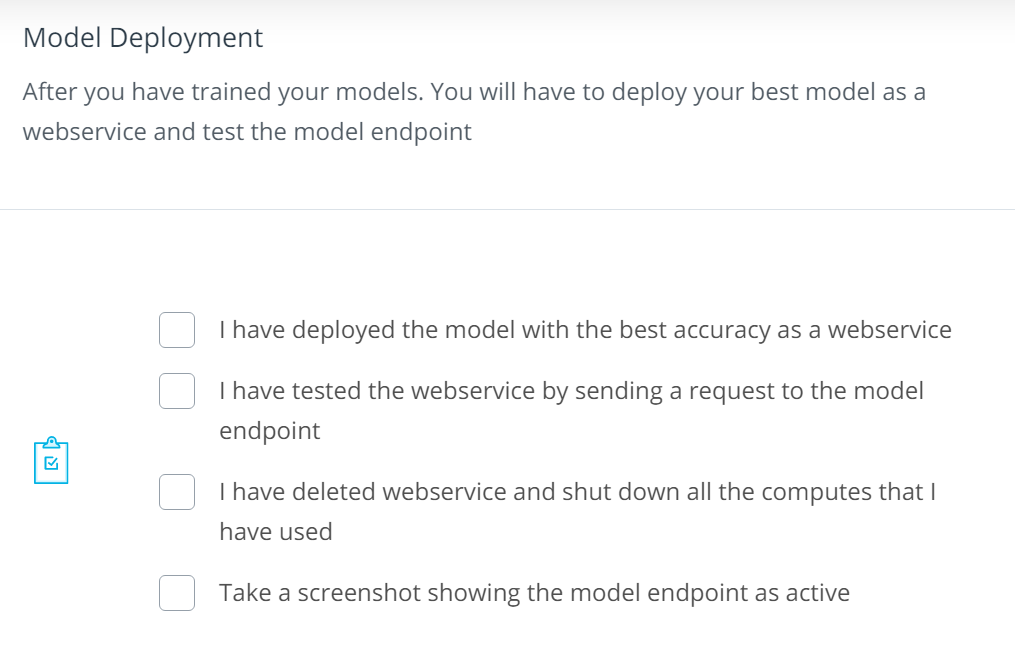 Model Deployment
After you have trained your models. You will have to deploy your best model as a
webservice and test the model endpoint
I have deployed the model with the best accuracy as a webservice
I have tested the webservice by sending a request to the model
endpoint
I have deleted webservice and shut down all the computes that I
have used
Take a screenshot showing the model endpoint as active